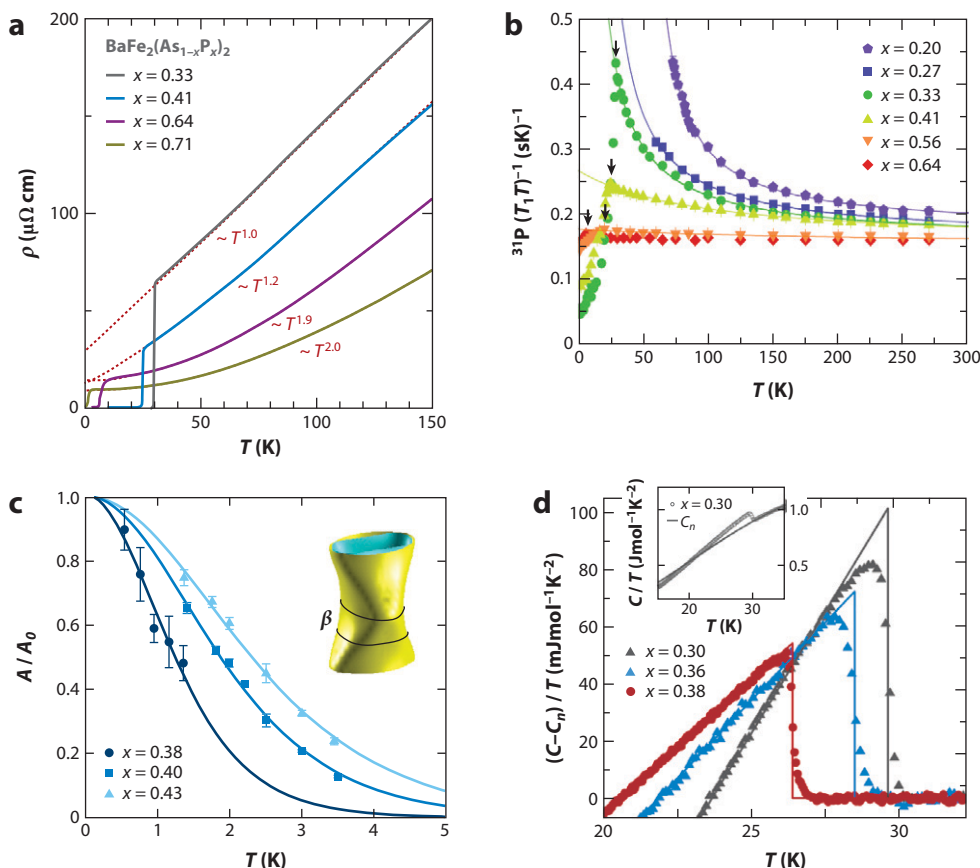 a
BaFe₂(As₁₋ₓPₓ)₂
x = 0.33
x = 0.41
x = 0.64
x = 0.71
~ T^1.0
~ T^1.2
~ T^1.9
~ T^2.0
200
100
0
ρ (μΩ cm)
0 50 100 150
T (K)
b
x = 0.20
x = 0.27
x = 0.33
x = 0.41
x = 0.56
x = 0.64
0.5
0.4
0.3
0.2
0.1
0
³¹P (T₁T)⁻¹ (sK)⁻¹
0 25 50 75 100 125 150 200 250 300
T (K)
c
1.0
0.8
0.6
0.4
0.2
0
A / A₀
β
x = 0.38
x = 0.40
x = 0.43
0 1 2 3 4 5
T (K)
d
x = 0.30
Cₙ
C / T (Jmol⁻¹K⁻²)
1.0
0.5
20 30
T (K)
x = 0.30
x = 0.36
x = 0.38
100
80
60
40
20
0
(C–Cₙ) / T (mJmol⁻¹K⁻²)
20 25 30
T (K)